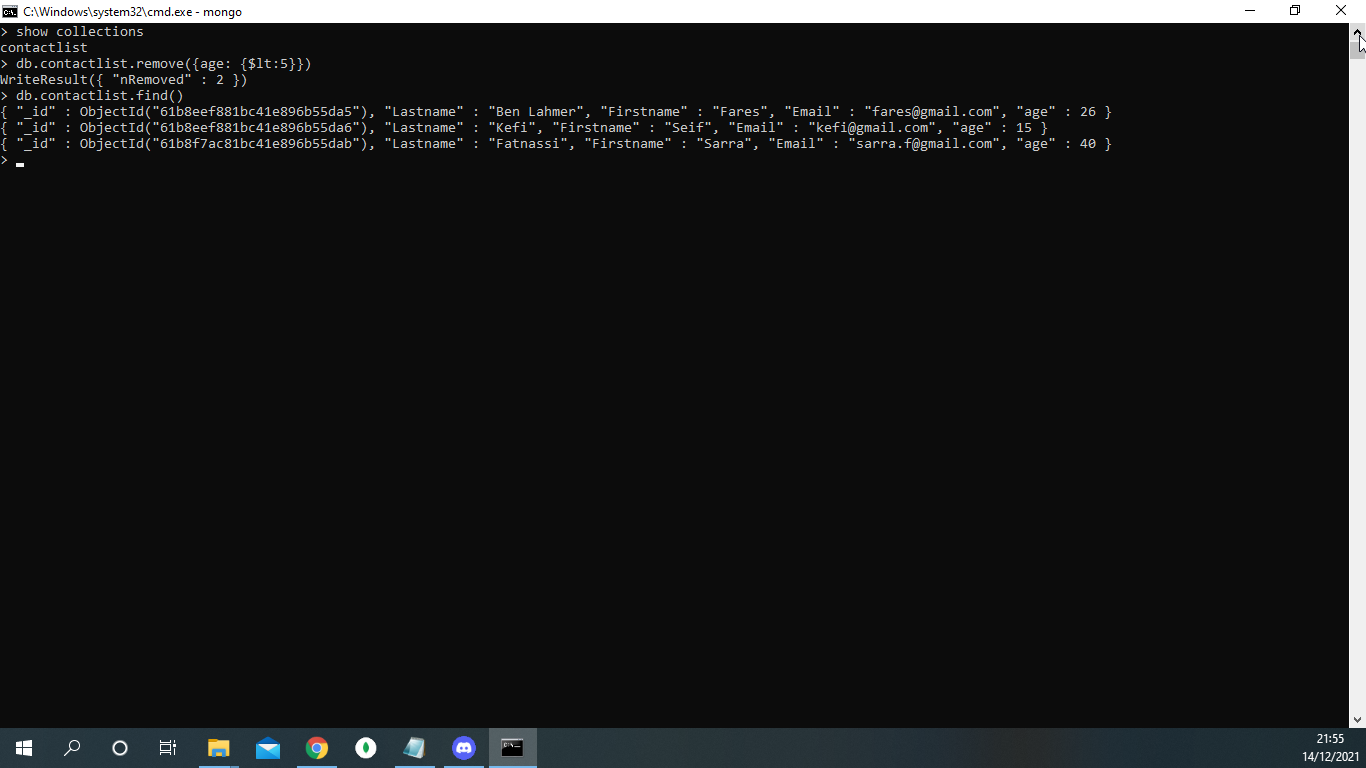 C:\Windows\system32\cmd.exe - mongo
> show collections
contactlist
> db.contactlist.remove({age: {$lt:5}})
WriteResult({ "nRemoved" : 2 })
> db.contactlist.find()
{ "_id" : ObjectId("61b8eef881bc41e896b55da5"), "Lastname" : "Ben Lahmer", "Firstname" : "Fares", "Email" : "fares@gmail.com", "age" : 26 }
{ "_id" : ObjectId("61b8eef881bc41e896b55da6"), "Lastname" : "Kefi", "Firstname" : "Seif", "Email" : "kefi@gmail.com", "age" : 15 }
{ "_id" : ObjectId("61b8f7ac81bc41e896b55dab"), "Lastname" : "Fatnassi", "Firstname" : "Sarra", "Email" : "sarra.f@gmail.com", "age" : 40 }
>
21:55
14/12/2021